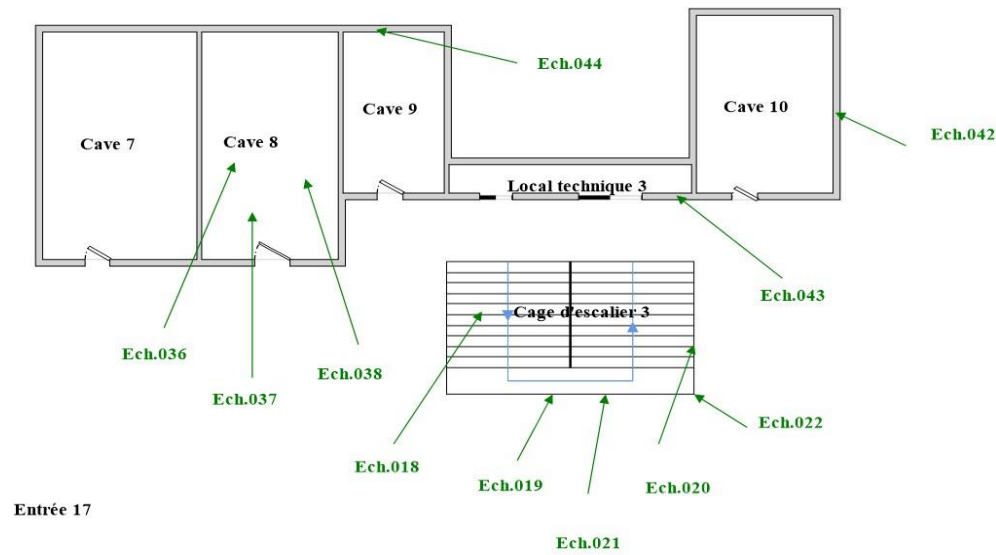 Ech.044
Cave 9
Cave 10
Cave 7
Cave 8
Ech.042
Local technique 3
Ech.043
Cage d'escalier 3
Ech.036
Ech.038
Ech.037
Ech.022
Ech.018
Ech.019
Ech.020
Entrée 17
Ech.021